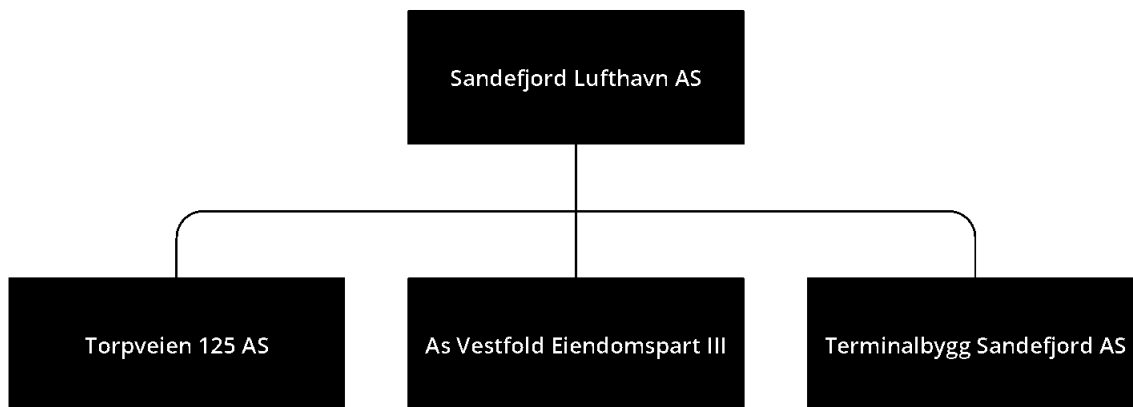 Sandefjord Lufthavn AS
Torpveien 125 AS
As Vestfold Eiendomspart III
Terminalbygg Sandefjord AS